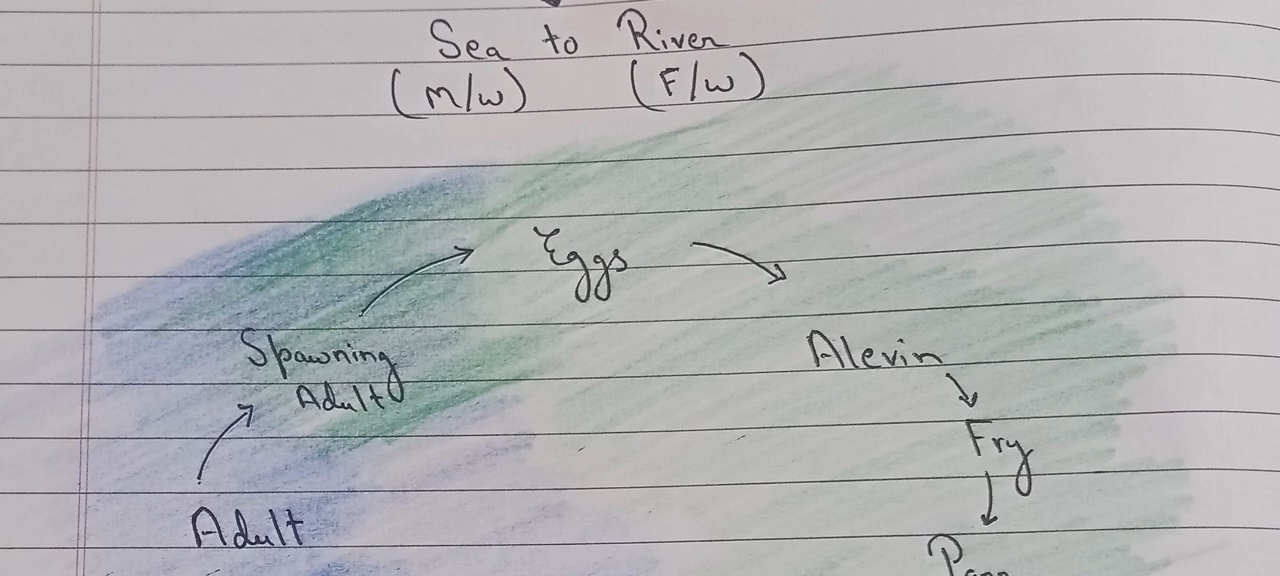 Sea to River
(M/W) (F/W)
Eggs
Spawning
Adult
Alevin
Fry
Adult